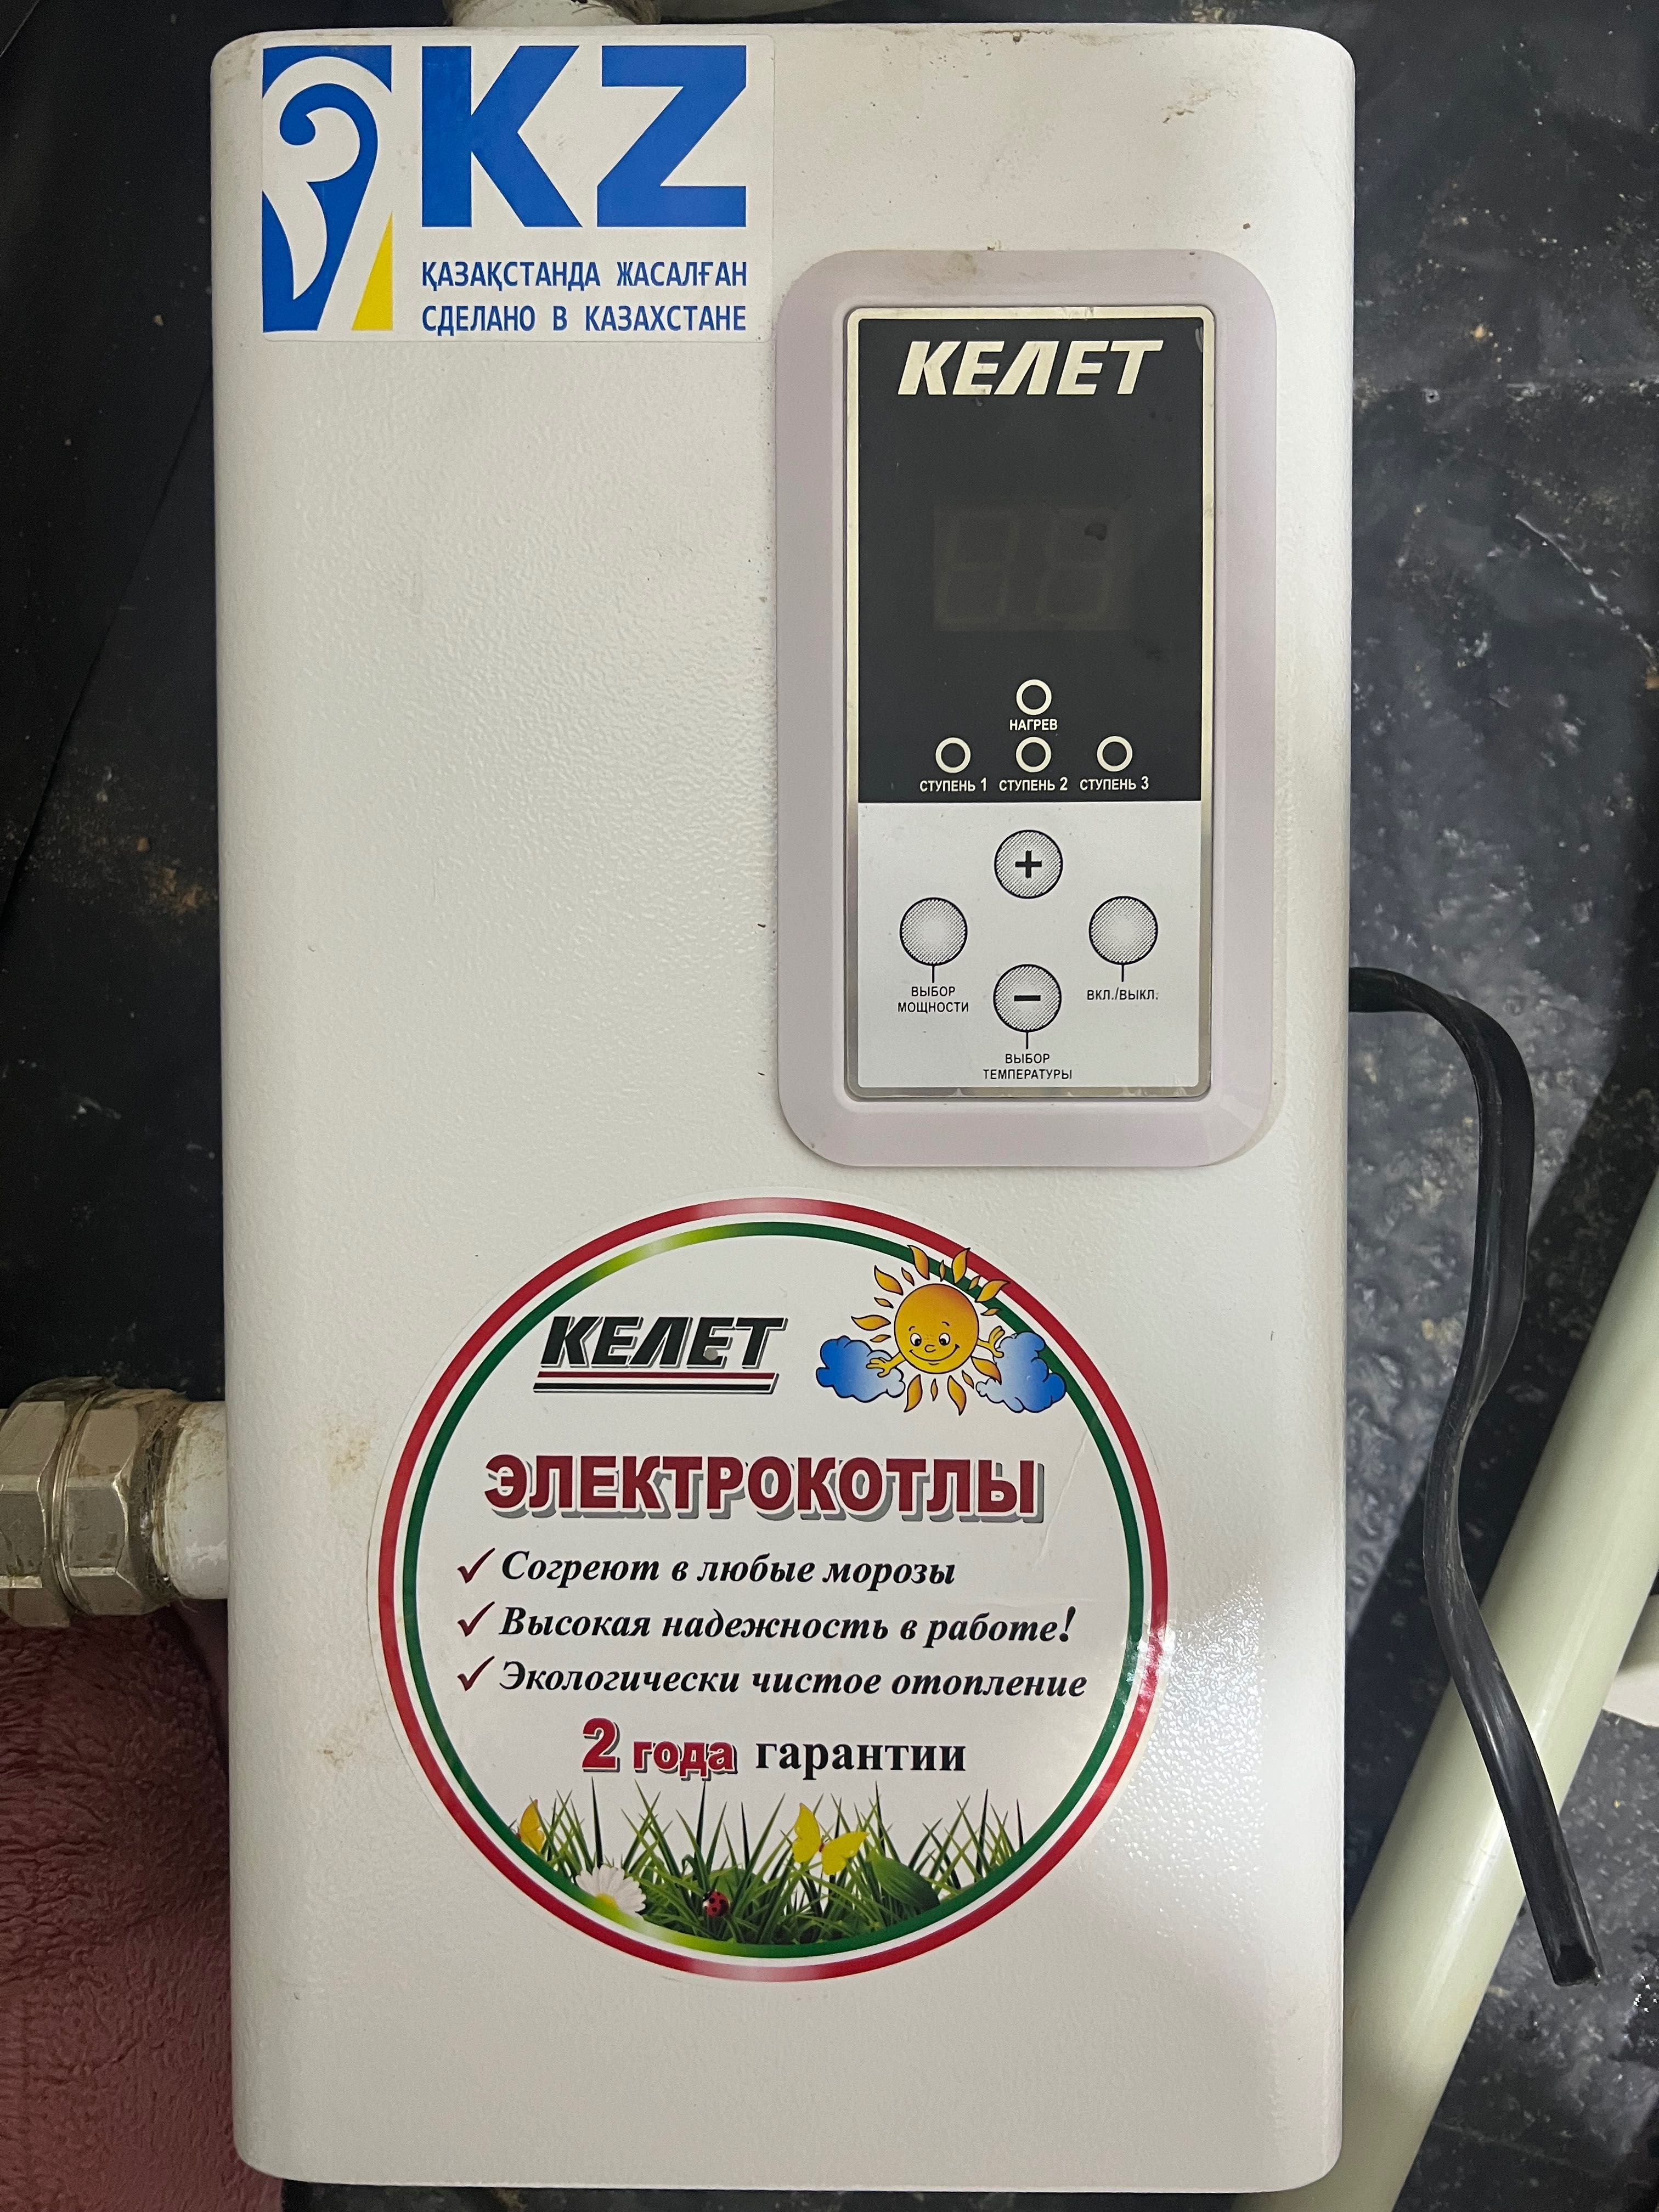 KZ
ҚАЗАҚСТАНДА ЖАСАЛҒАН
СДЕЛАНО В КАЗАХСТАНЕ
КЕЛЕТ
НАГРЕВ
СТУПЕНЬ 1 СТУПЕНЬ 2 СТУПЕНЬ 3
+
ВЫБОР
МОЩНОСТИ
ВКЛ./ВЫКЛ.
−
ВЫБОР
ТЕМПЕРАТУРЫ
КЕЛЕТ
ЭЛЕКТРОКОТЛЫ
✓ Согреют в любые морозы
✓ Высокая надежность в работе!
✓ Экологически чистое отопление
2 года гарантии